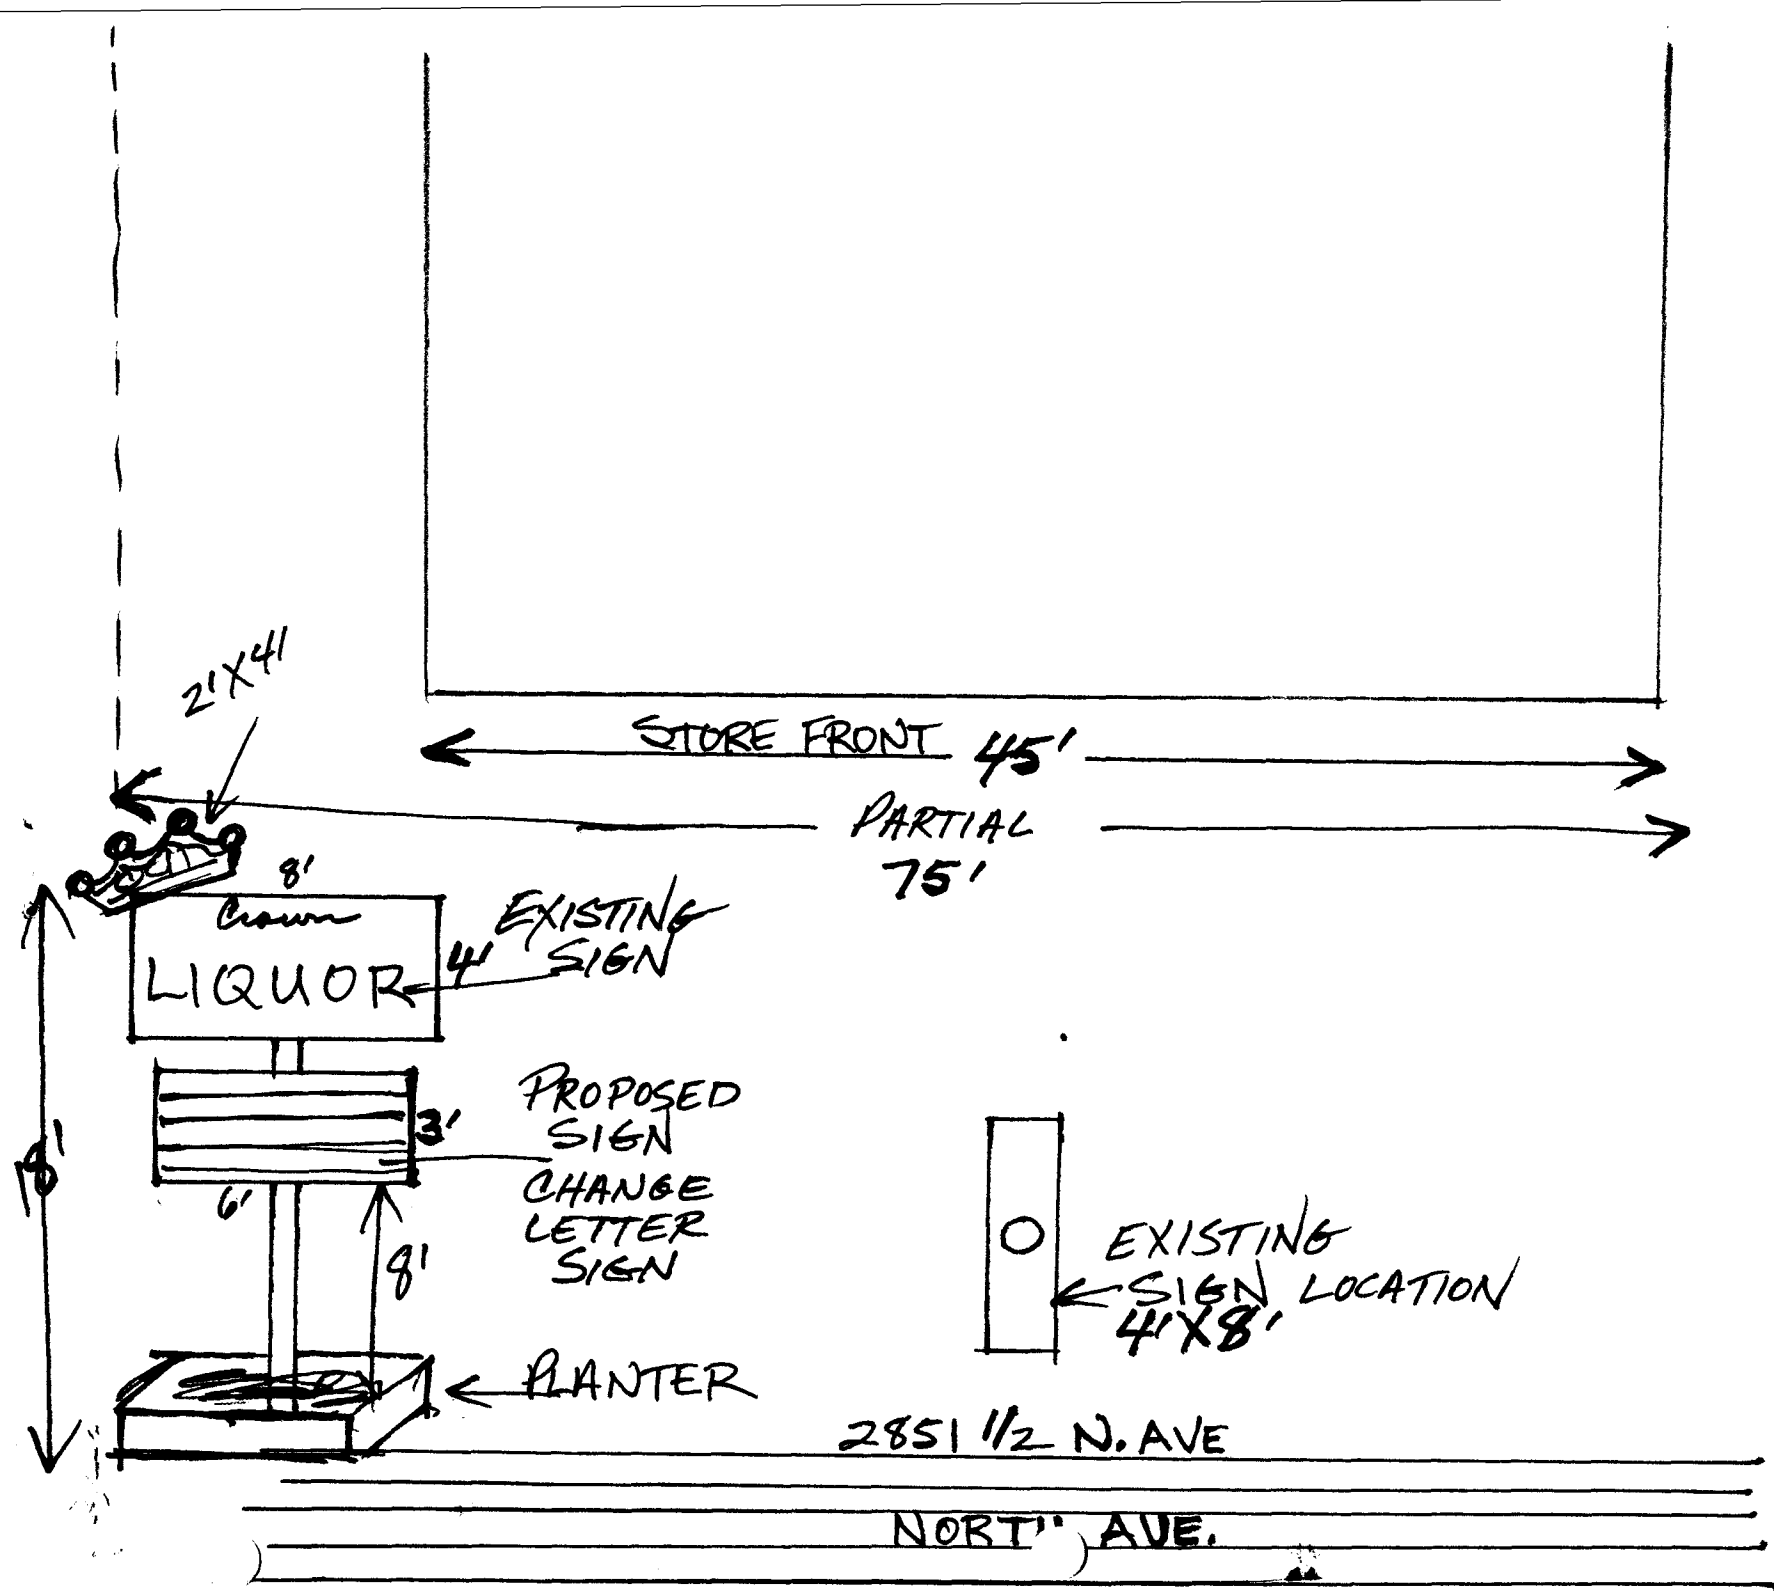 2'X4'
STORE FRONT 45'
PARTIAL
75'
8'
Crown
LIQUOR
4'
EXISTING
SIGN
18'
3'
6'
PROPOSED
SIGN
CHANGE
LETTER
SIGN
8'
EXISTING
SIGN LOCATION
4'X8'
PLANTER
2851 1/2 N. AVE
NORT" AVE.